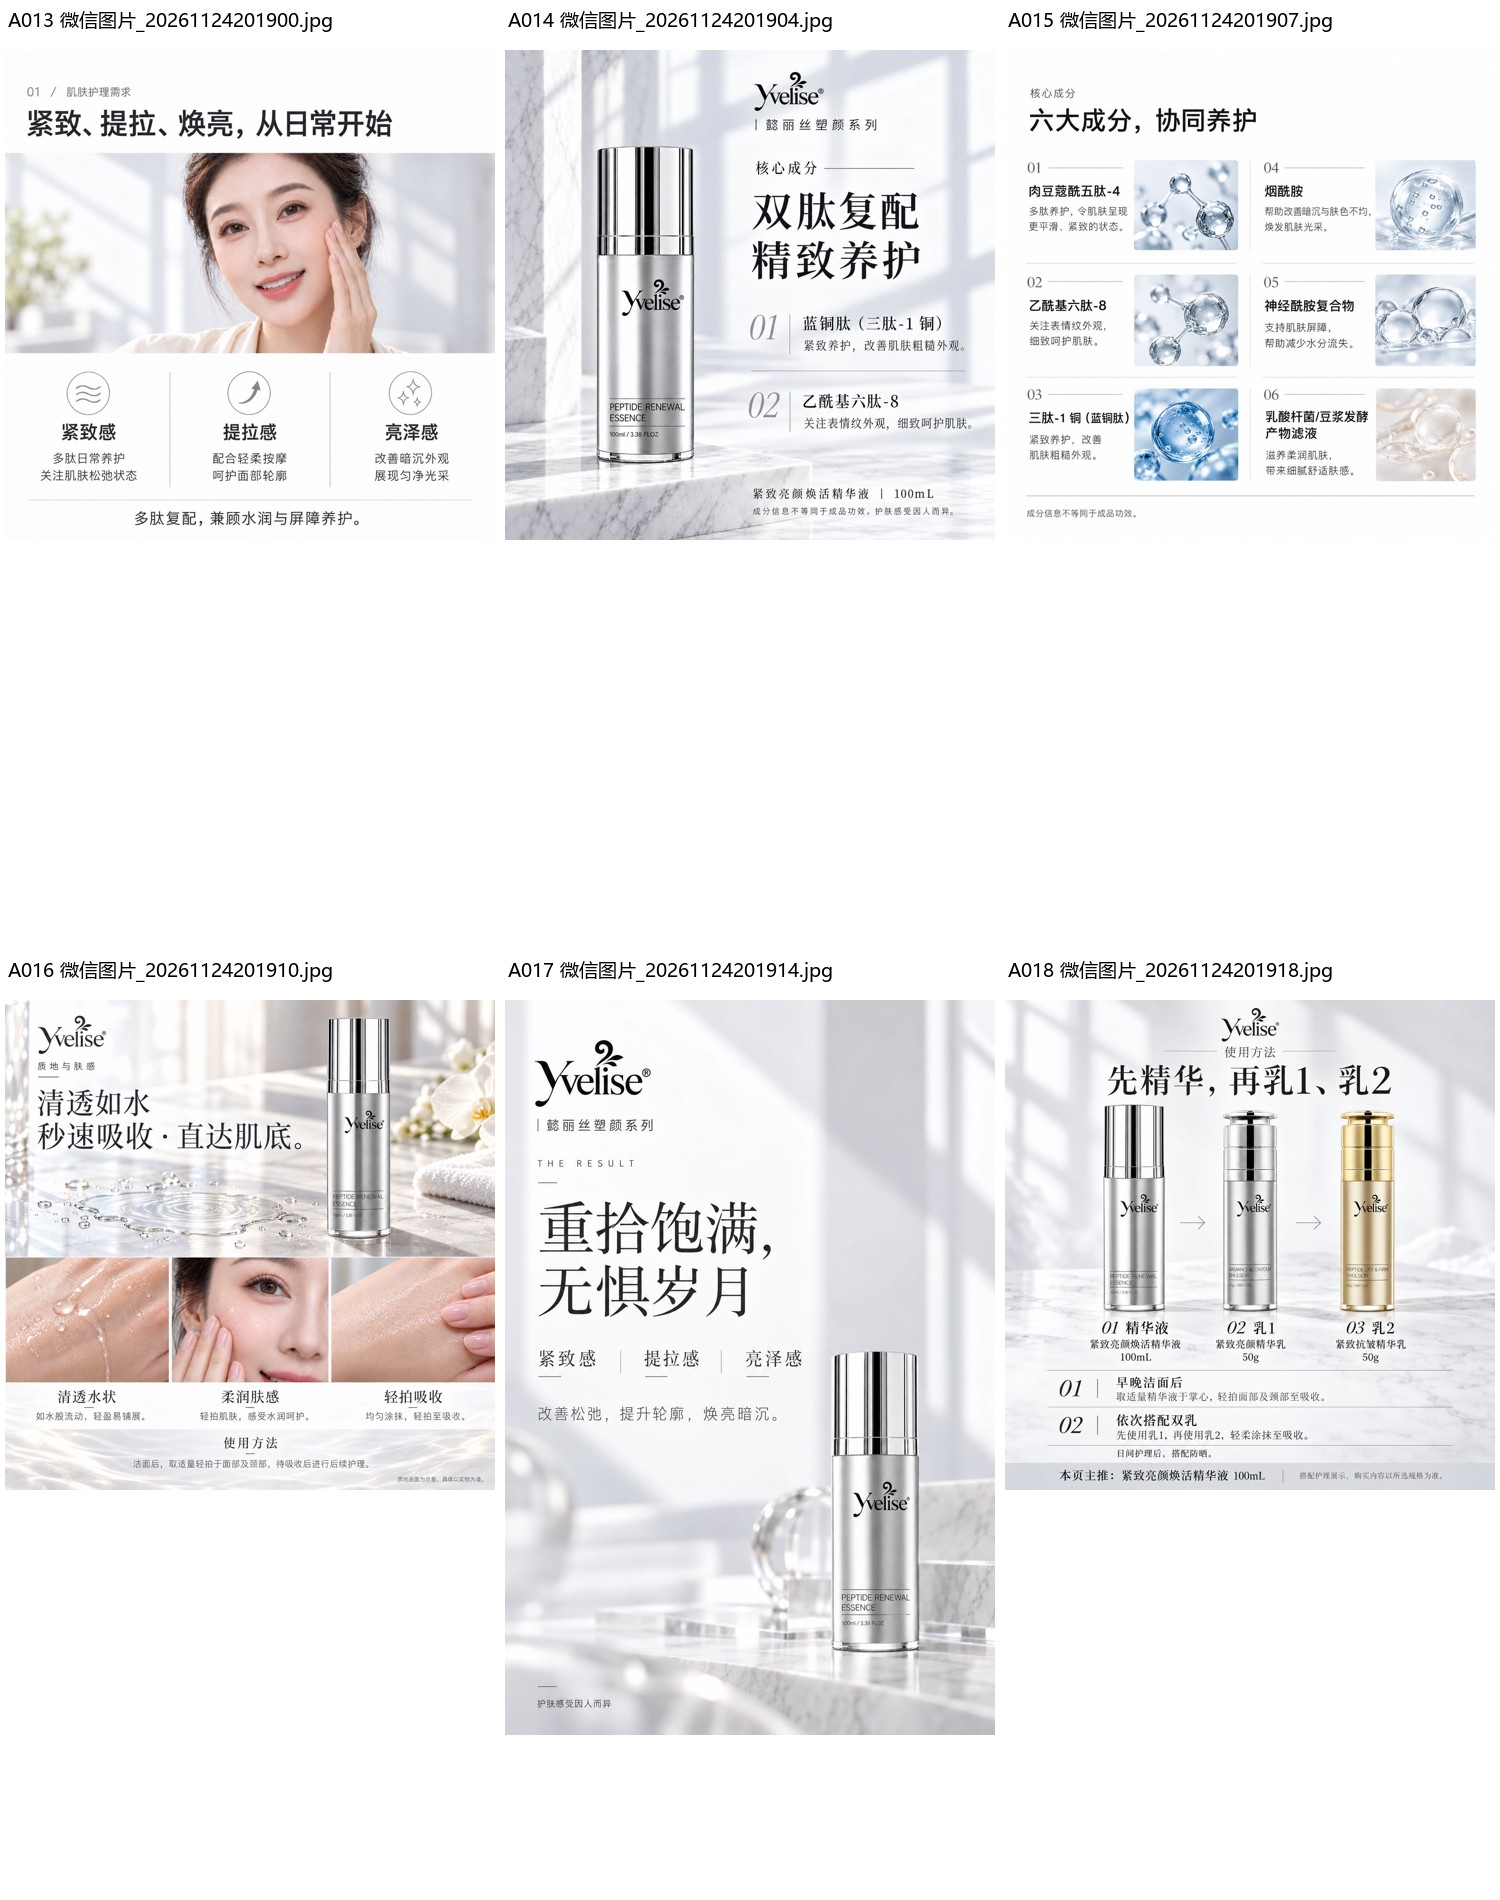 A013 微信图片_20261124201900.jpg
01 / 肌肤护理需求
紧致、提拉、焕亮，从日常开始
紧致感
多肽日常养护
关注肌肤松弛状态
提拉感
配合轻柔按摩
呵护面部轮廓
亮泽感
改善暗沉外观
展现匀净光采
多肽复配，兼顾水润与屏障养护。
A014 微信图片_20261124201904.jpg
Yvelise®
| 懿丽丝塑颜系列
核心成分
双肽复配
精致养护
01
蓝铜肽（三肽-1 铜）
紧致养护，改善肌肤粗糙外观。
02
乙酰基六肽-8
关注表情纹外观，细致呵护肌肤。
紧致亮颜焕活精华液 | 100mL
成分信息不等同于成品功效，护肤感受因人而异。
Yvelise®
PEPTIDE RENEWAL
ESSENCE
100ml / 3.38 FL.OZ
A015 微信图片_20261124201907.jpg
核心成分
六大成分，协同养护
01
肉豆蔻酰五肽-4
多肽养护，令肌肤呈现
更平滑、紧致的状态。
02
乙酰基六肽-8
关注表情纹外观，
细致呵护肌肤。
03
三肽-1 铜（蓝铜肽）
紧致养护，改善
肌肤粗糙外观。
04
烟酰胺
帮助改善暗沉与肤色不均，
焕发肌肤光采。
05
神经酰胺复合物
支持肌肤屏障，
帮助减少水分流失。
06
乳酸杆菌/豆浆发酵
产物滤液
滋养柔润肌肤，
带来细腻舒适肤感。
成分信息不等同于成品功效。
A016 微信图片_20261124201910.jpg
Yvelise®
质地与肤感
清透如水
秒速吸收·直达肌底。
Yvelise®
PEPTIDE RENEWAL
ESSENCE
清透水状
如水般流动，轻盈易铺展。
柔润肤感
轻拍肌肤，感受水润呵护。
轻拍吸收
均匀涂抹，轻拍至吸收。
使用方法
洁面后，取适量轻拍于面部及颈部，待吸收后进行后续护理。
质地画面为示意，具体以实物为准。
A017 微信图片_20261124201914.jpg
Yvelise®
| 懿丽丝塑颜系列
THE RESULT
重拾饱满，
无惧岁月
紧致感 | 提拉感 | 亮泽感
改善松弛，提升轮廓，焕亮暗沉。
Yvelise®
PEPTIDE RENEWAL
ESSENCE
100ml / 3.38 FL.OZ
护肤感受因人而异
A018 微信图片_20261124201918.jpg
Yvelise®
使用方法
先精华，再乳1、乳2
Yvelise®
PEPTIDE RENEWAL
ESSENCE
Yvelise®
EMULSION
Yvelise®
EMULSION
01 精华液
紧致亮颜焕活精华液
100mL
02 乳1
紧致亮颜精华乳
50g
03 乳2
紧致抗皱精华乳
50g
01
早晚洁面后
取适量精华液于掌心，轻拍面部及颈部至吸收。
02
依次搭配双乳
先使用乳1，再使用乳2，轻柔涂抹至吸收。
日间护理后，搭配防晒。
本页主推：紧致亮颜焕活精华液 100mL
搭配护理展示，购买内容以所选规格为准。